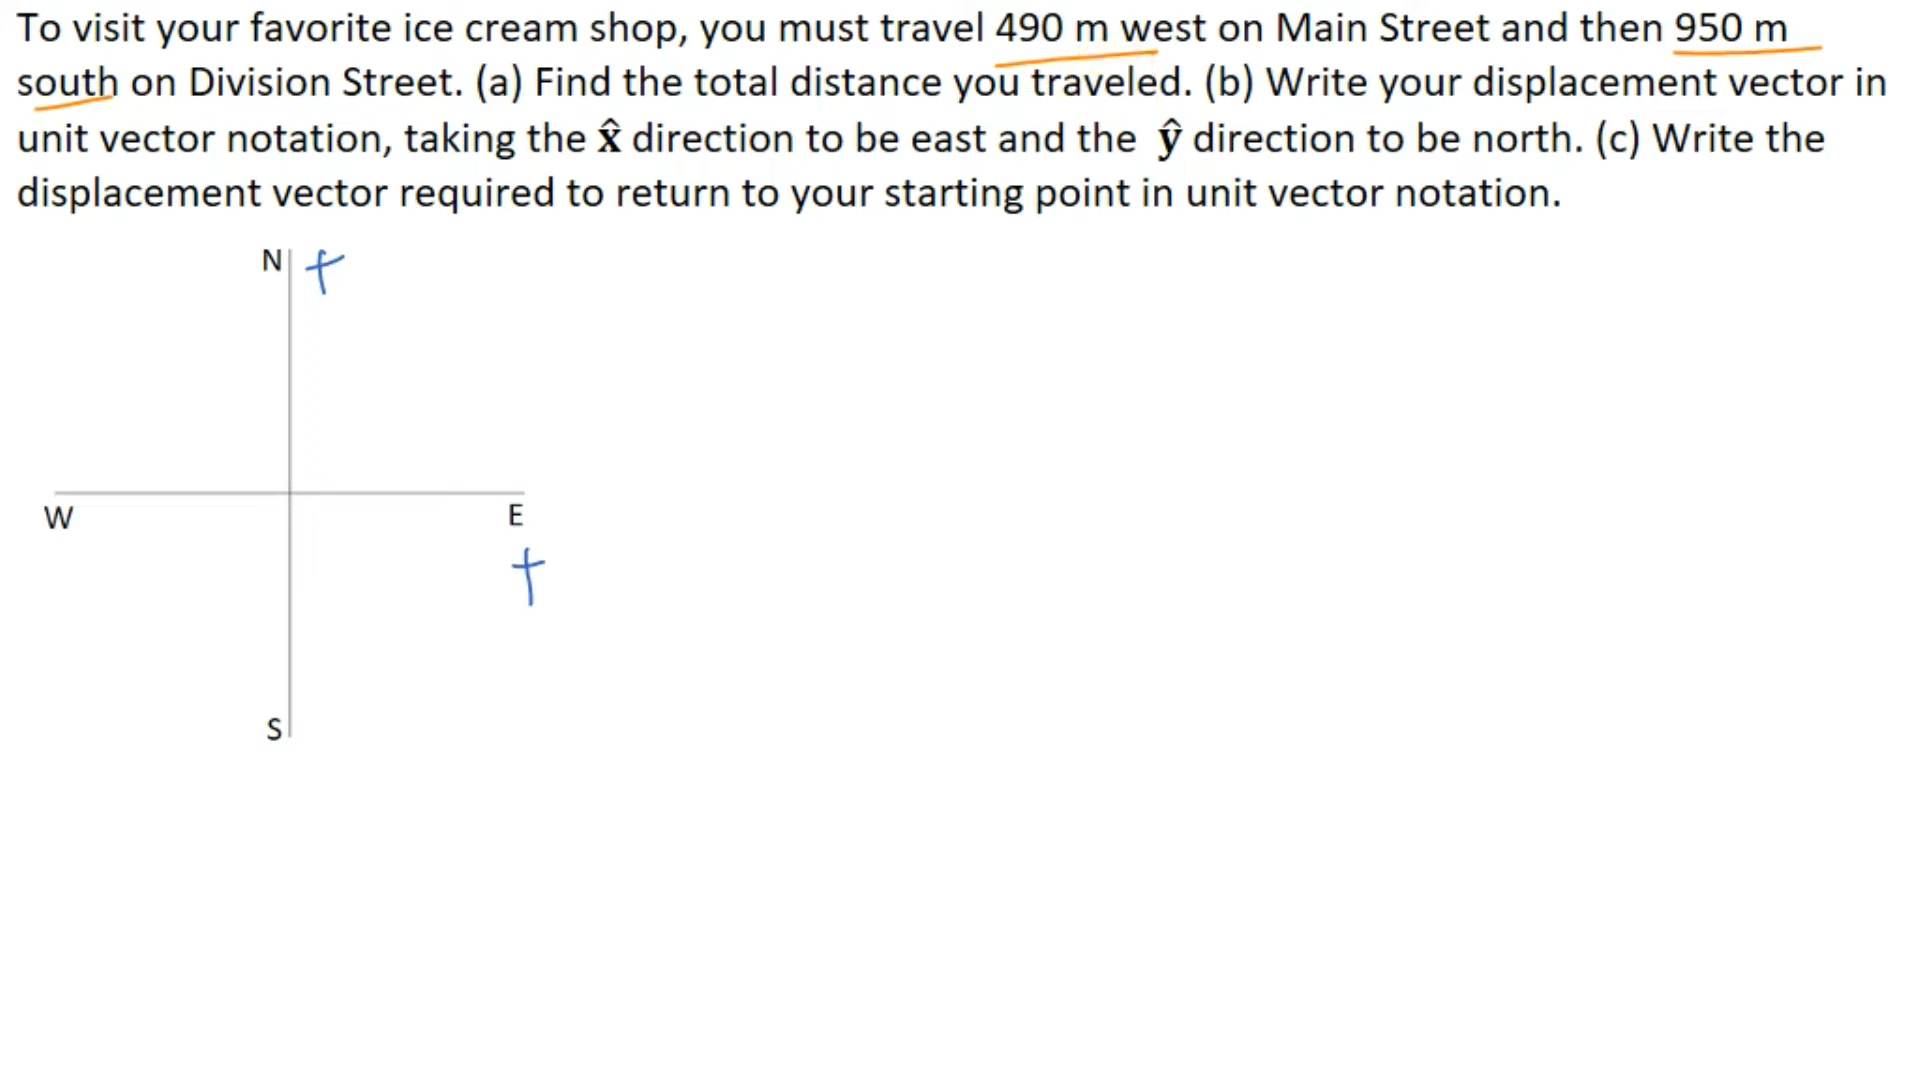 To visit your favorite ice cream shop, you must travel 490 m west on Main Street and then 950 m
south on Division Street. (a) Find the total distance you traveled. (b) Write your displacement vector in
unit vector notation, taking the x̂ direction to be east and the ŷ direction to be north. (c) Write the
displacement vector required to return to your starting point in unit vector notation.
N +
W E
+
S